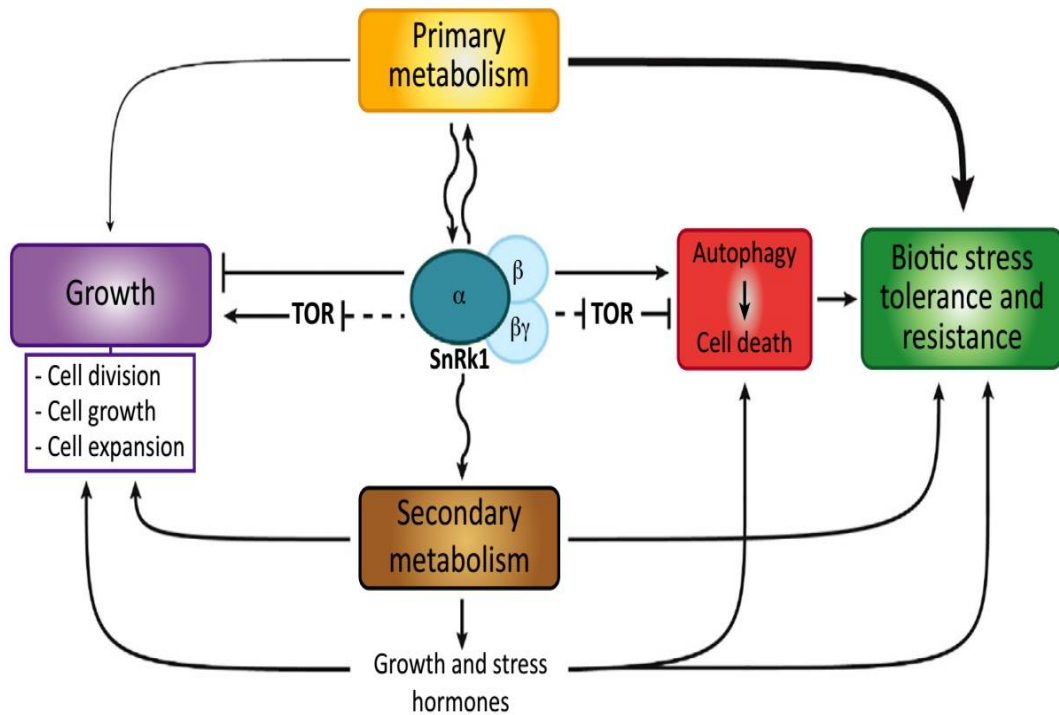 Primary
metabolism
Growth
- Cell division
- Cell growth
- Cell expansion
TOR
α
β
βγ
SnRk1
TOR
Autophagy
Cell death
Biotic stress
tolerance and
resistance
Secondary
metabolism
Growth and stress
hormones